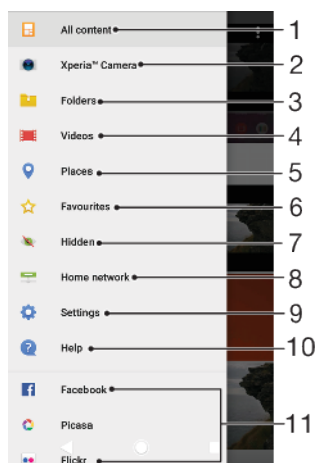 All content 1
Xperia™ Camera 2
Folders 3
Videos 4
Places 5
Favourites 6
Hidden 7
Home network 8
Settings 9
Help 10
Facebook
11
Picasa
Flickr